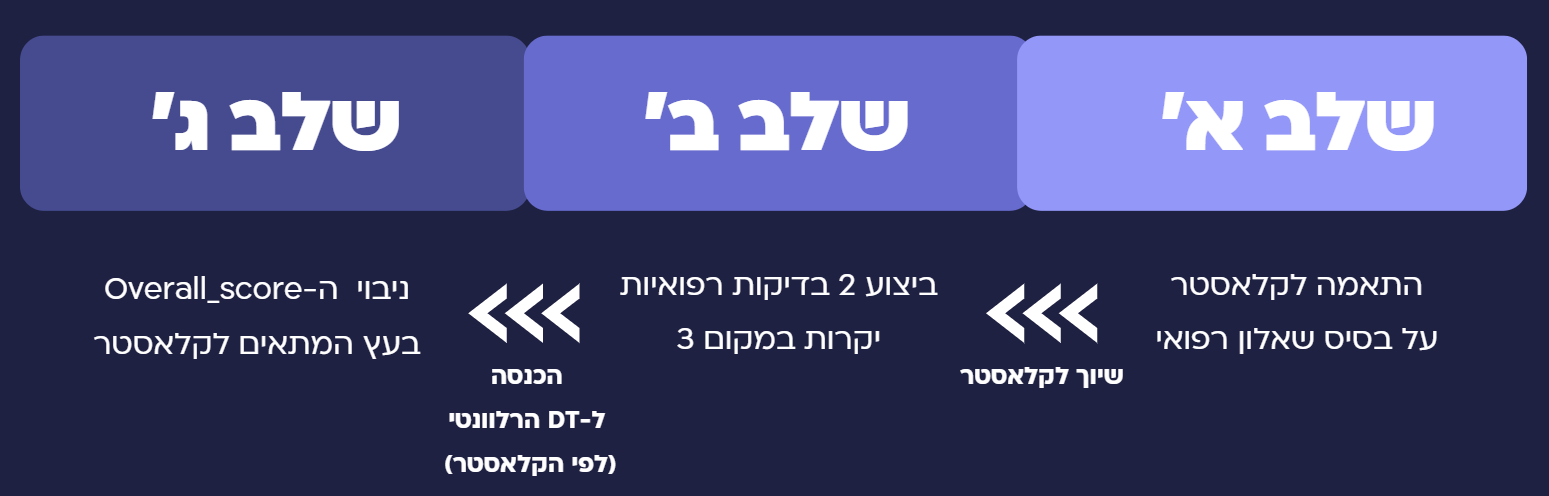 שלב א'
שלב ב'
שלב ג'
התאמה לקלאסטר
על בסיס שאלון רפואי
שיוך לקלאסטר
ביצוע 2 בדיקות רפואיות
יקרות במקום 3
הכנסה
ל-DT הרלוונטי
(לפי הקלאסטר)
ניבוי ה-Overall_score
בעץ המתאים לקלאסטר